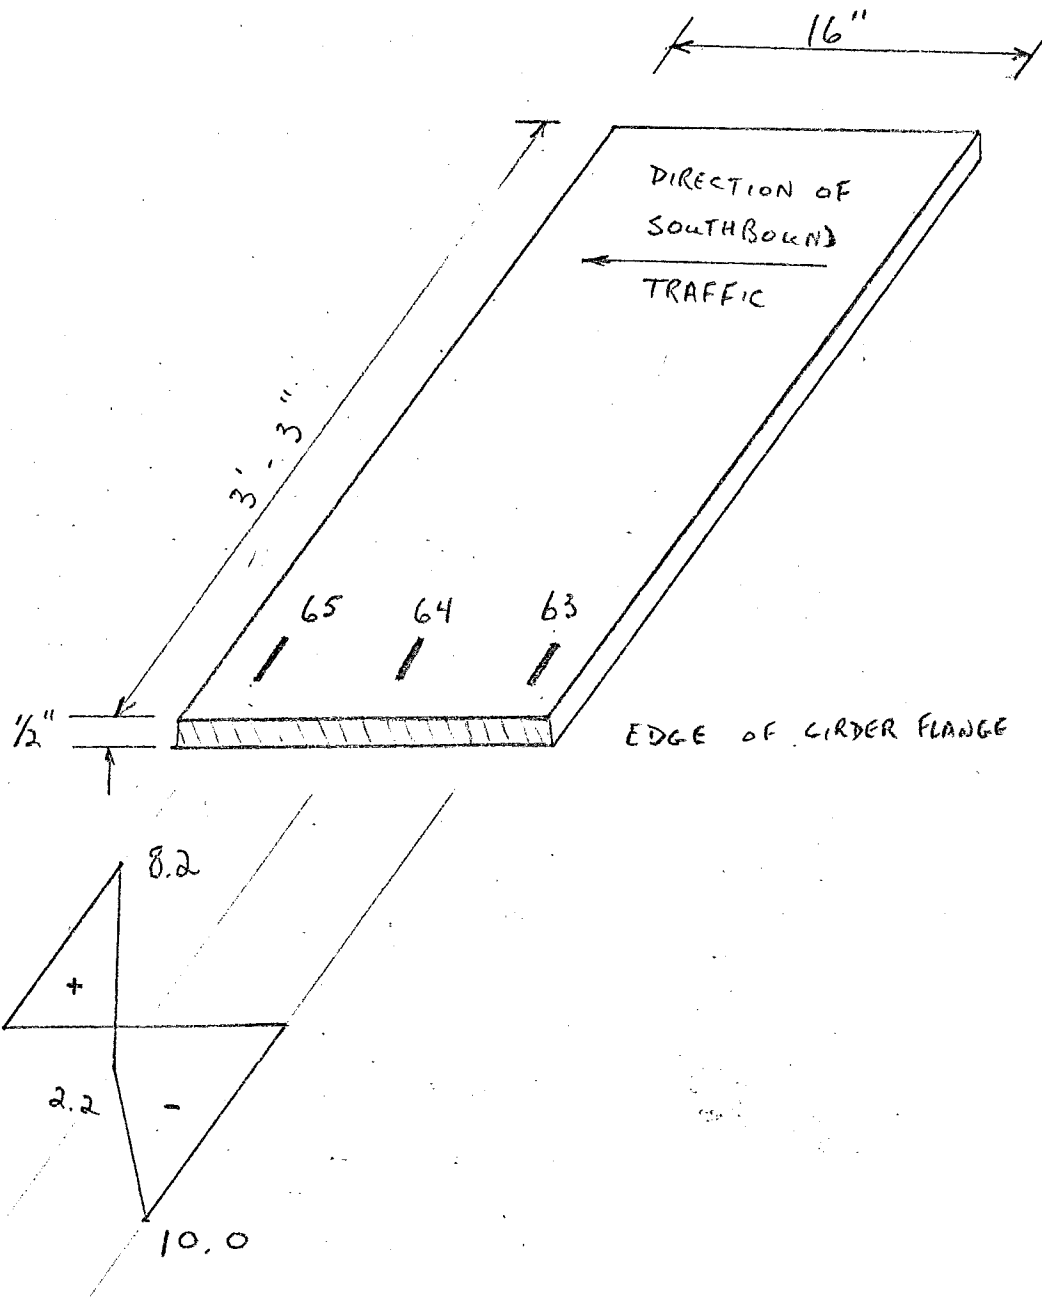 16"
DIRECTION OF
SOUTHBOUND
TRAFFIC
3'-3"
65 64 63
1/2"
EDGE OF GIRDER FLANGE
8.2
+
2.2
-
10.0